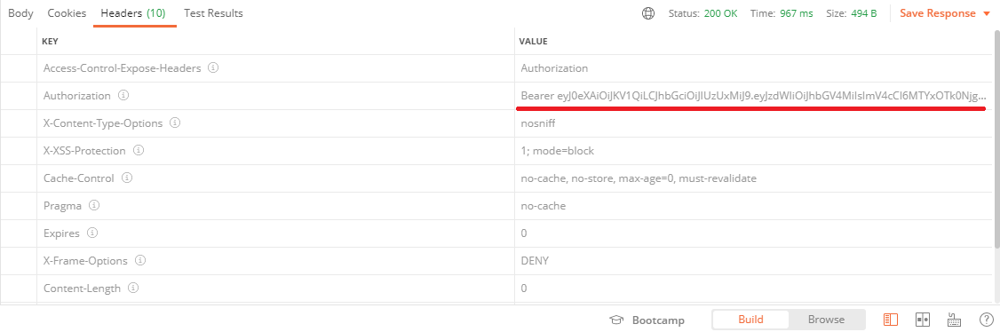 Body Cookies Headers (10) Test Results Status: 200 OK Time: 967 ms Size: 494 B Save Response
KEY VALUE
Access-Control-Expose-Headers Authorization
Authorization Bearer eyJ0eXAiOiJKV1QiLCJhbGciOiJIUzUxMiJ9.eyJzdWIiOiJhbGV4MiIsImV4cCI6MTYxOTk0Njg...
X-Content-Type-Options nosniff
X-XSS-Protection 1; mode=block
Cache-Control no-cache, no-store, max-age=0, must-revalidate
Pragma no-cache
Expires 0
X-Frame-Options DENY
Content-Length 0
Bootcamp Build Browse